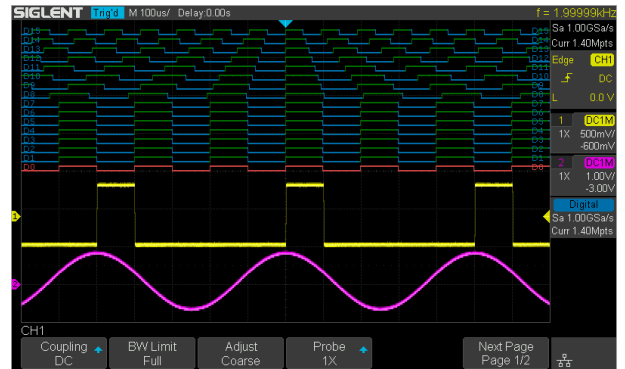 SIGLENT Trig'd M 100us/ Delay:0.00s f = 1.99999kHz
Sa 1.00GSa/s
Curr 1.40Mpts
Edge CH1
DC
L 0.0 V
1 DC1M
1X 500mV/
-600mV
2 DC1M
1X 1.00V/
-3.00V
Digital
Sa 1.00GSa/s
Curr 1.40Mpts
D15 D15
D14 D14
D13 D13
D12 D12
D11 D11
D10 D10
D9 D9
D8 D8
D7 D7
D6 D6
D5 D5
D4 D4
D3 D3
D2 D2
D1 D1
D0 D0
1
2
CH1
Coupling BW Limit Adjust Probe Next Page
DC Full Coarse 1X Page 1/2